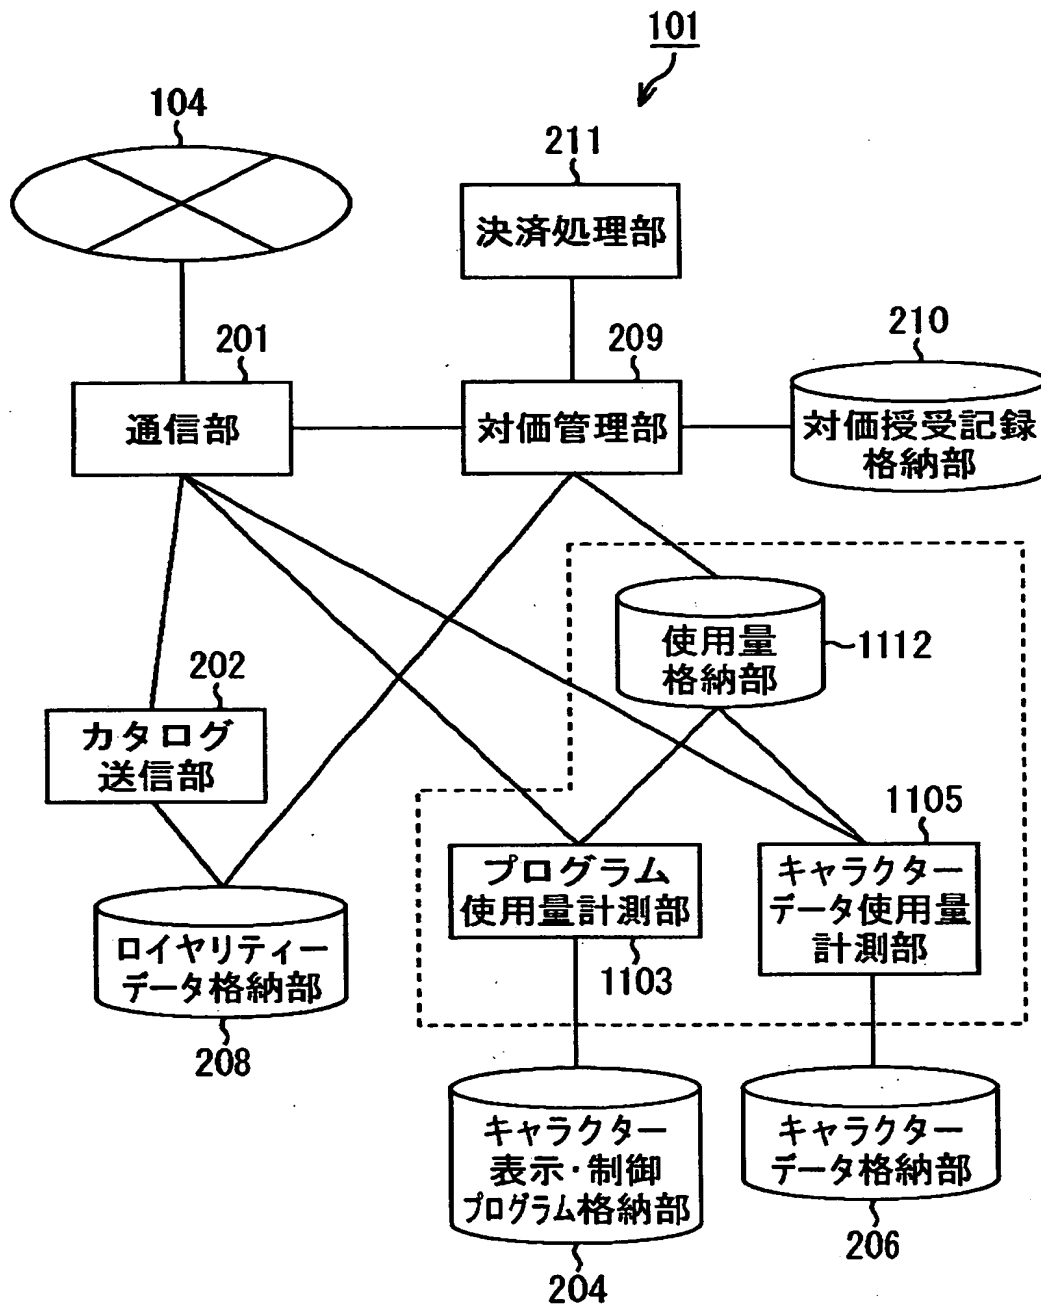 101
104
211
決済処理部
201
209
210
通信部
対価管理部
対価授受記録
格納部
使用量
格納部
1112
202
カタログ
送信部
1105
プログラム
使用量計測部
キャラクター
データ使用量
計測部
ロイヤリティー
データ格納部
1103
208
キャラクター
表示・制御
プログラム格納部
キャラクター
データ格納部
206
204